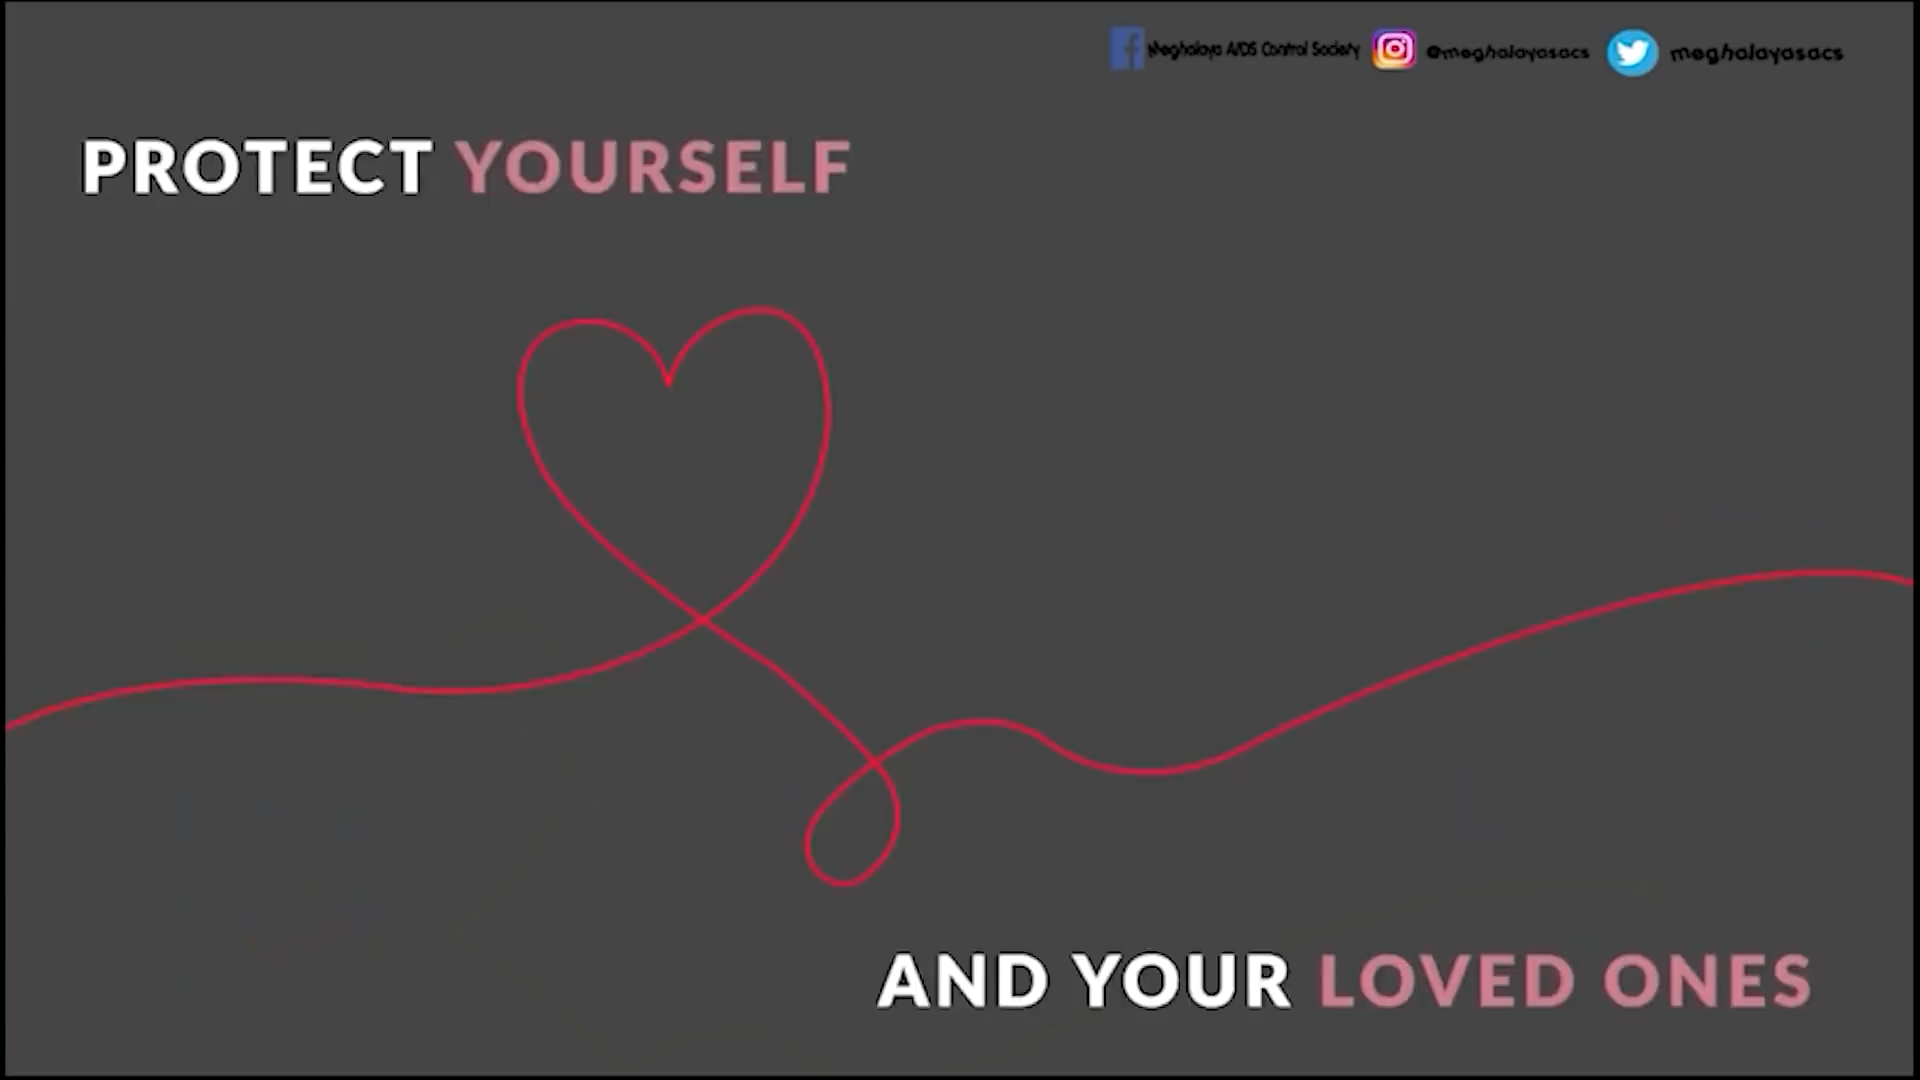 Meghalaya AIDS Control Society @meghalayasacs meghalayasacs
PROTECT YOURSELF
AND YOUR LOVED ONES